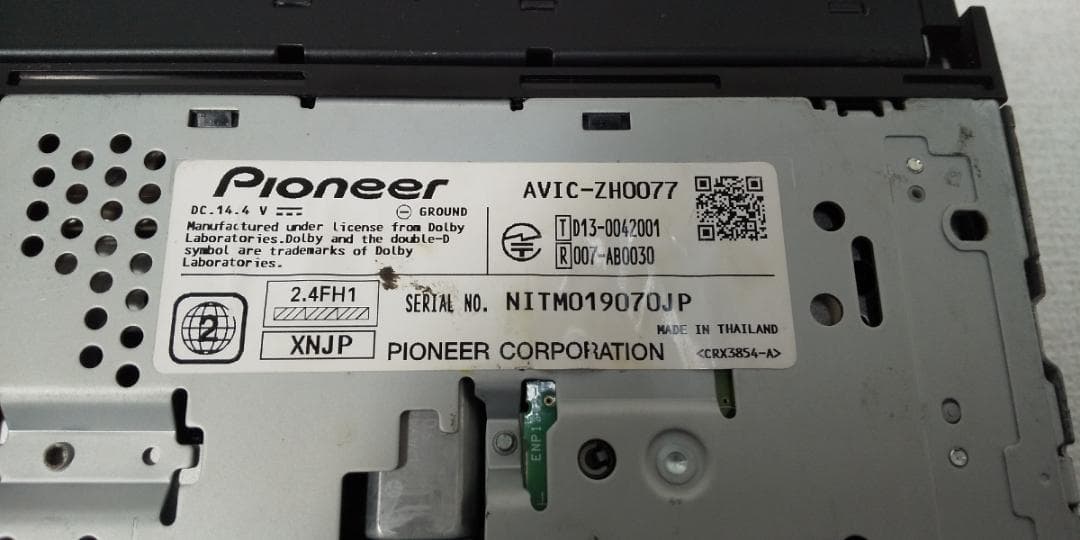 Pioneer
AVIC-ZH0077
DC.14.4 V
GROUND
Manufactured under license from Dolby
Laboratories.Dolby and the double-D
symbol are trademarks of Dolby
Laboratories.
T D13-0042001
R 007-AB0030
2
2.4FH1
XNJP
SERIAL NO. NITM019070JP
MADE IN THAILAND
PIONEER CORPORATION
<CRX3854-A>
ENP1